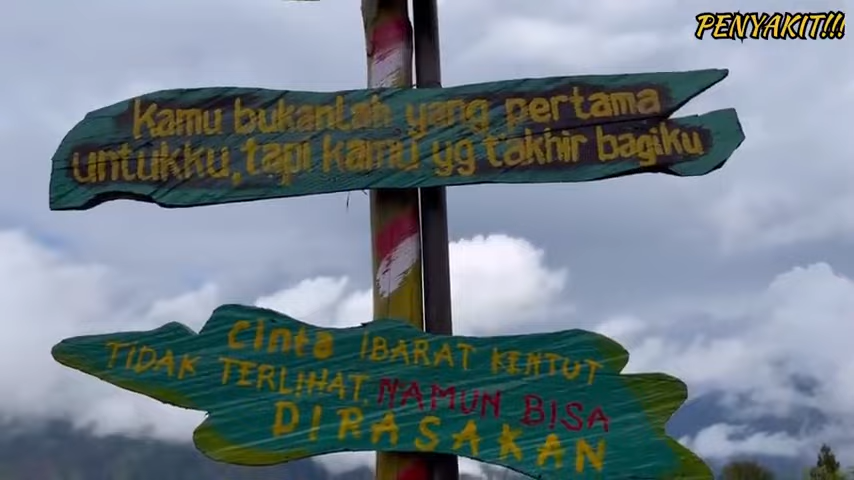 PENYAKIT!!!
Kamu bukanlah yang pertama
untukku, tapi kamu yg takhir bagiku
Cinta IBARAT KENTUT
TIDAK TERLIHAT NAMUN BISA
DIRASAKAN